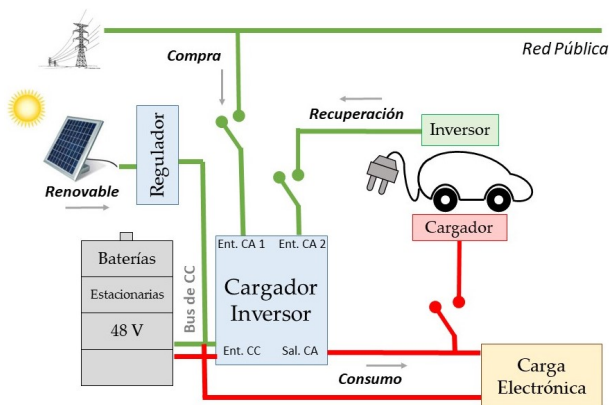 Red Pública
Compra
Recuperación
Inversor
Regulador
Renovable
Cargador
Ent. CA 1
Ent. CA 2
Baterías
Estacionarias
48 V
Bus de CC
Cargador
Inversor
Ent. CC
Sal. CA
Consumo
Carga
Electrónica